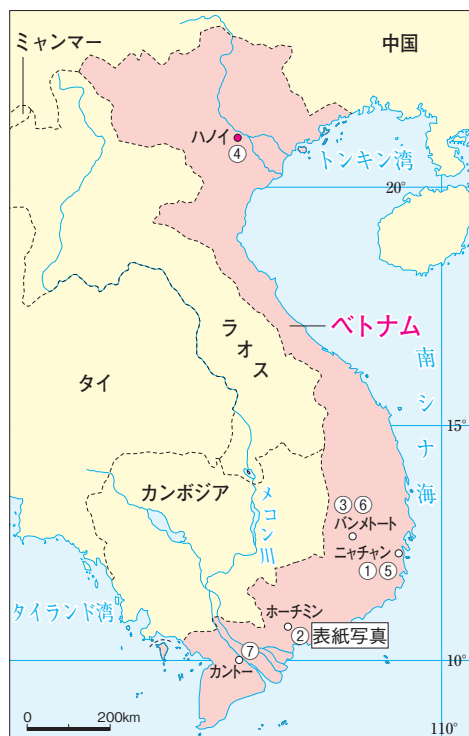 ミャンマー
中国
ハノイ
④
トンキン湾
20°
ベトナム
ラオス
タイ
南シナ海
15°
カンボジア
メコン川
③⑥
バンメトート
ニャチャン
①⑤
タイランド湾
ホーチミン
②表紙写真
⑦
カントー
10°
0 200km
110°